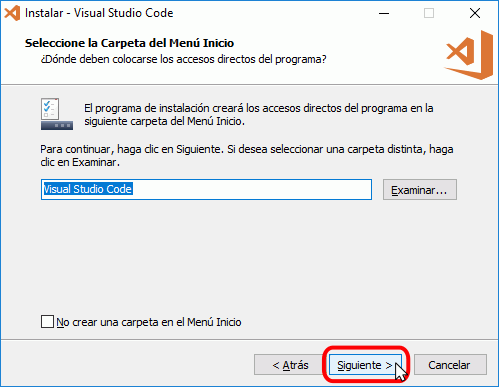 Instalar - Visual Studio Code
Seleccione la Carpeta del Menú Inicio
¿Dónde deben colocarse los accesos directos del programa?
El programa de instalación creará los accesos directos del programa en la
siguiente carpeta del Menú Inicio.
Para continuar, haga clic en Siguiente. Si desea seleccionar una carpeta distinta, haga
clic en Examinar.
Visual Studio Code
Examinar...
No crear una carpeta en el Menú Inicio
< Atrás
Siguiente >
Cancelar